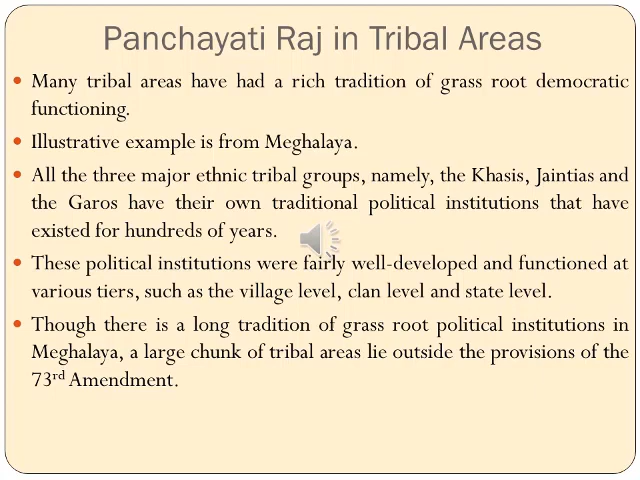 Panchayati Raj in Tribal Areas
• Many tribal areas have had a rich tradition of grass root democratic
functioning.
• Illustrative example is from Meghalaya.
• All the three major ethnic tribal groups, namely, the Khasis, Jaintias and
the Garos have their own traditional political institutions that have
existed for hundreds of years.
• These political institutions were fairly well-developed and functioned at
various tiers, such as the village level, clan level and state level.
• Though there is a long tradition of grass root political institutions in
Meghalaya, a large chunk of tribal areas lie outside the provisions of the
73rd Amendment.